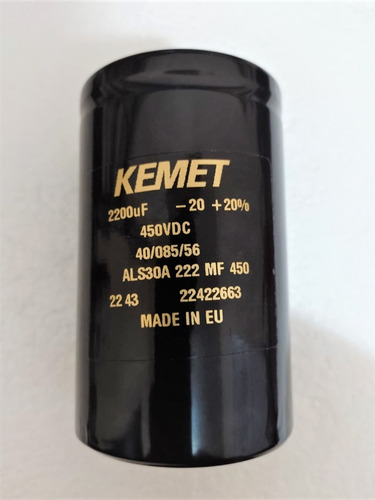 KEMET
2200uF -20 +20%
450VDC
40/085/56
ALS30A 222 MF 450
22 43 22422663
MADE IN EU